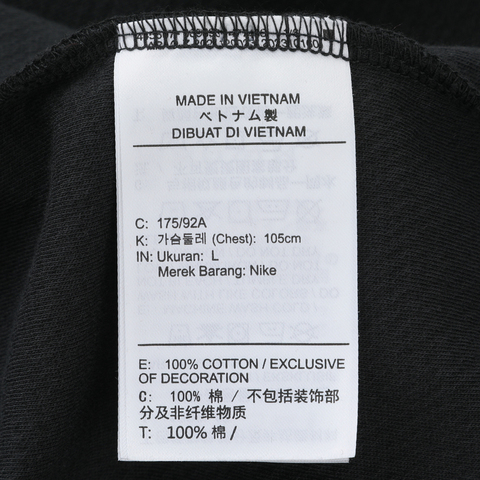 MADE IN VIETNAM
ベトナム製
DIBUAT DI VIETNAM
C: 175/92A
K: 가슴둘레 (Chest): 105cm
IN: Ukuran: L
Merek Barang: Nike
E: 100% COTTON / EXCLUSIVE
OF DECORATION
C: 100% 棉 / 不包括装饰部
分及非纤维物质
T: 100% 棉 /